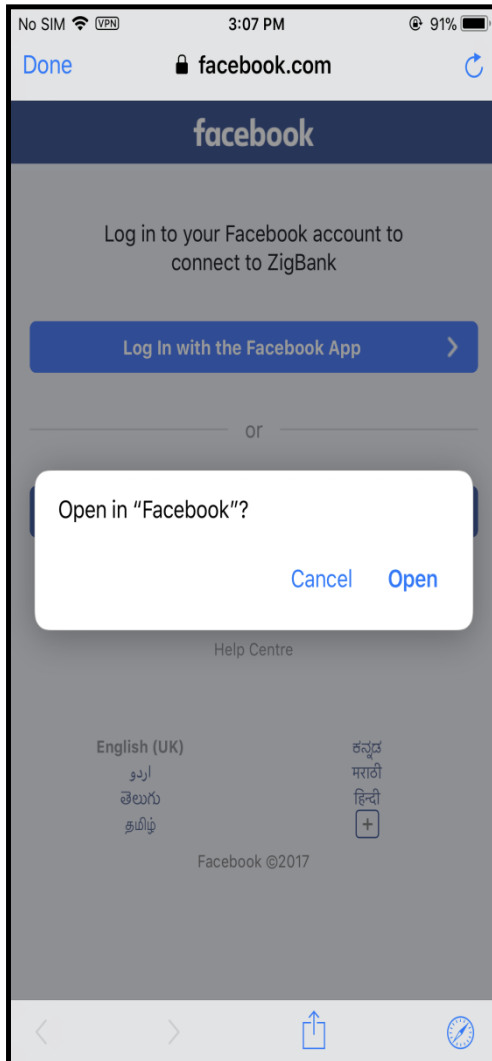 No SIM VPN 3:07 PM 91%
Done facebook.com
facebook
Log in to your Facebook account to
connect to ZigBank
Log In with the Facebook App
or
Open in “Facebook”?
Cancel Open
Help Centre
English (UK) ಕನ್ನಡ
اردو मराठी
తెలుగు हिन्दी
தமிழ் +
Facebook ©2017